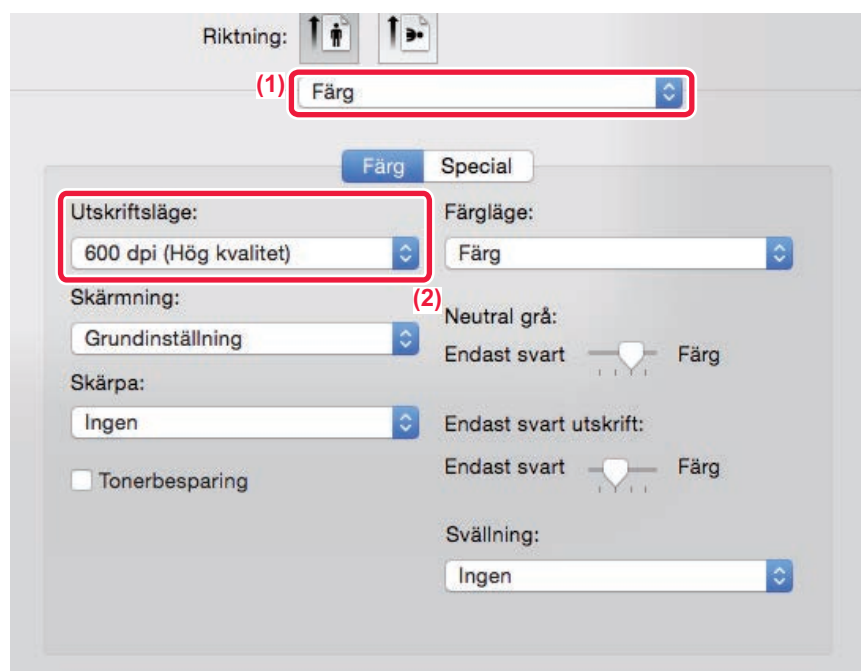 Riktning:
(1)
Färg
Färg Special
Utskriftsläge:
600 dpi (Hög kvalitet)
(2)
Skärmning:
Grundinställning
Skärpa:
Ingen
Tonerbesparing
Färgläge:
Färg
Neutral grå:
Endast svart Färg
Endast svart utskrift:
Endast svart Färg
Svällning:
Ingen